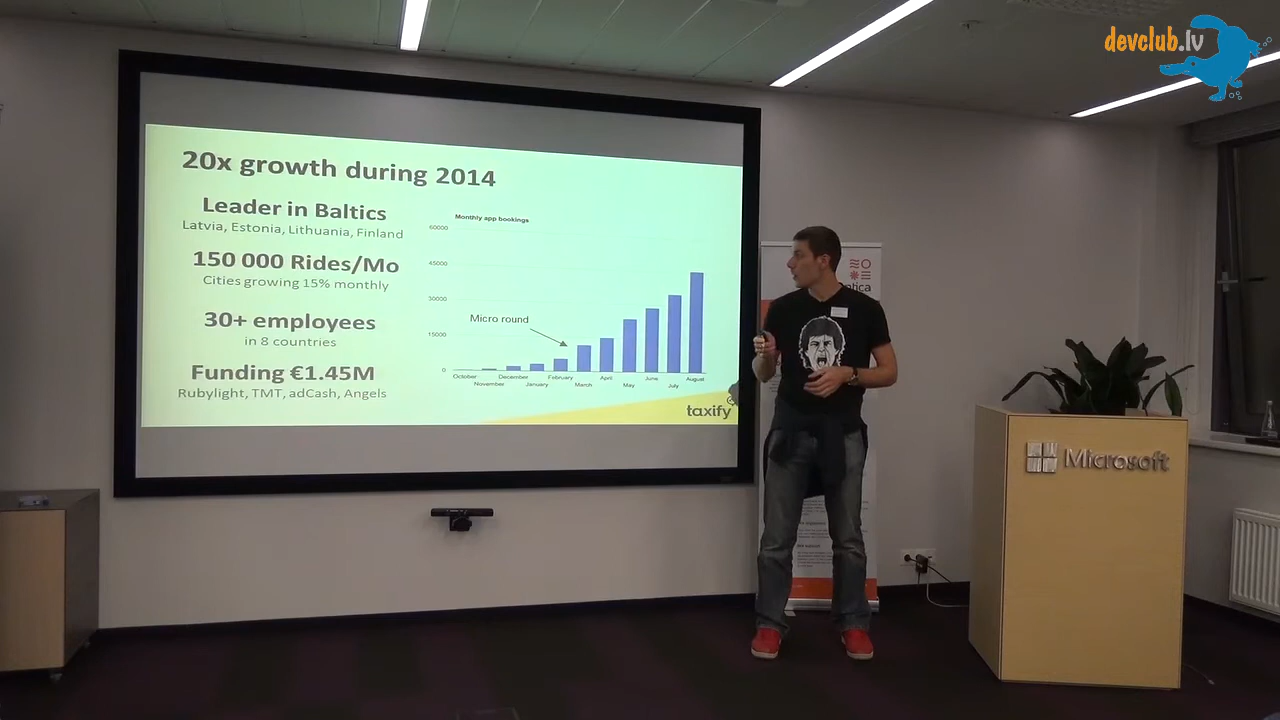 devclub.lv
20x growth during 2014
Leader in Baltics
Latvia, Estonia, Lithuania, Finland
150 000 Rides/Mo
Cities growing 15% monthly
30+ employees
in 8 countries
Funding €1.45M
Rubylight, TMT, adCash, Angels
Monthly app bookings
60000
45000
30000
15000
0
Micro round
October
November
December
January
February
March
April
May
June
July
August
taxify
Microsoft